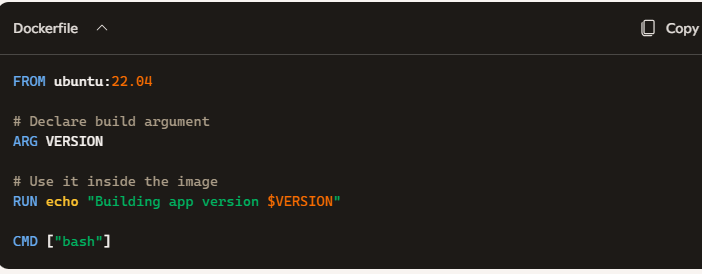 Dockerfile
Copy
FROM ubuntu:22.04
# Declare build argument
ARG VERSION
# Use it inside the image
RUN echo "Building app version $VERSION"
CMD ["bash"]